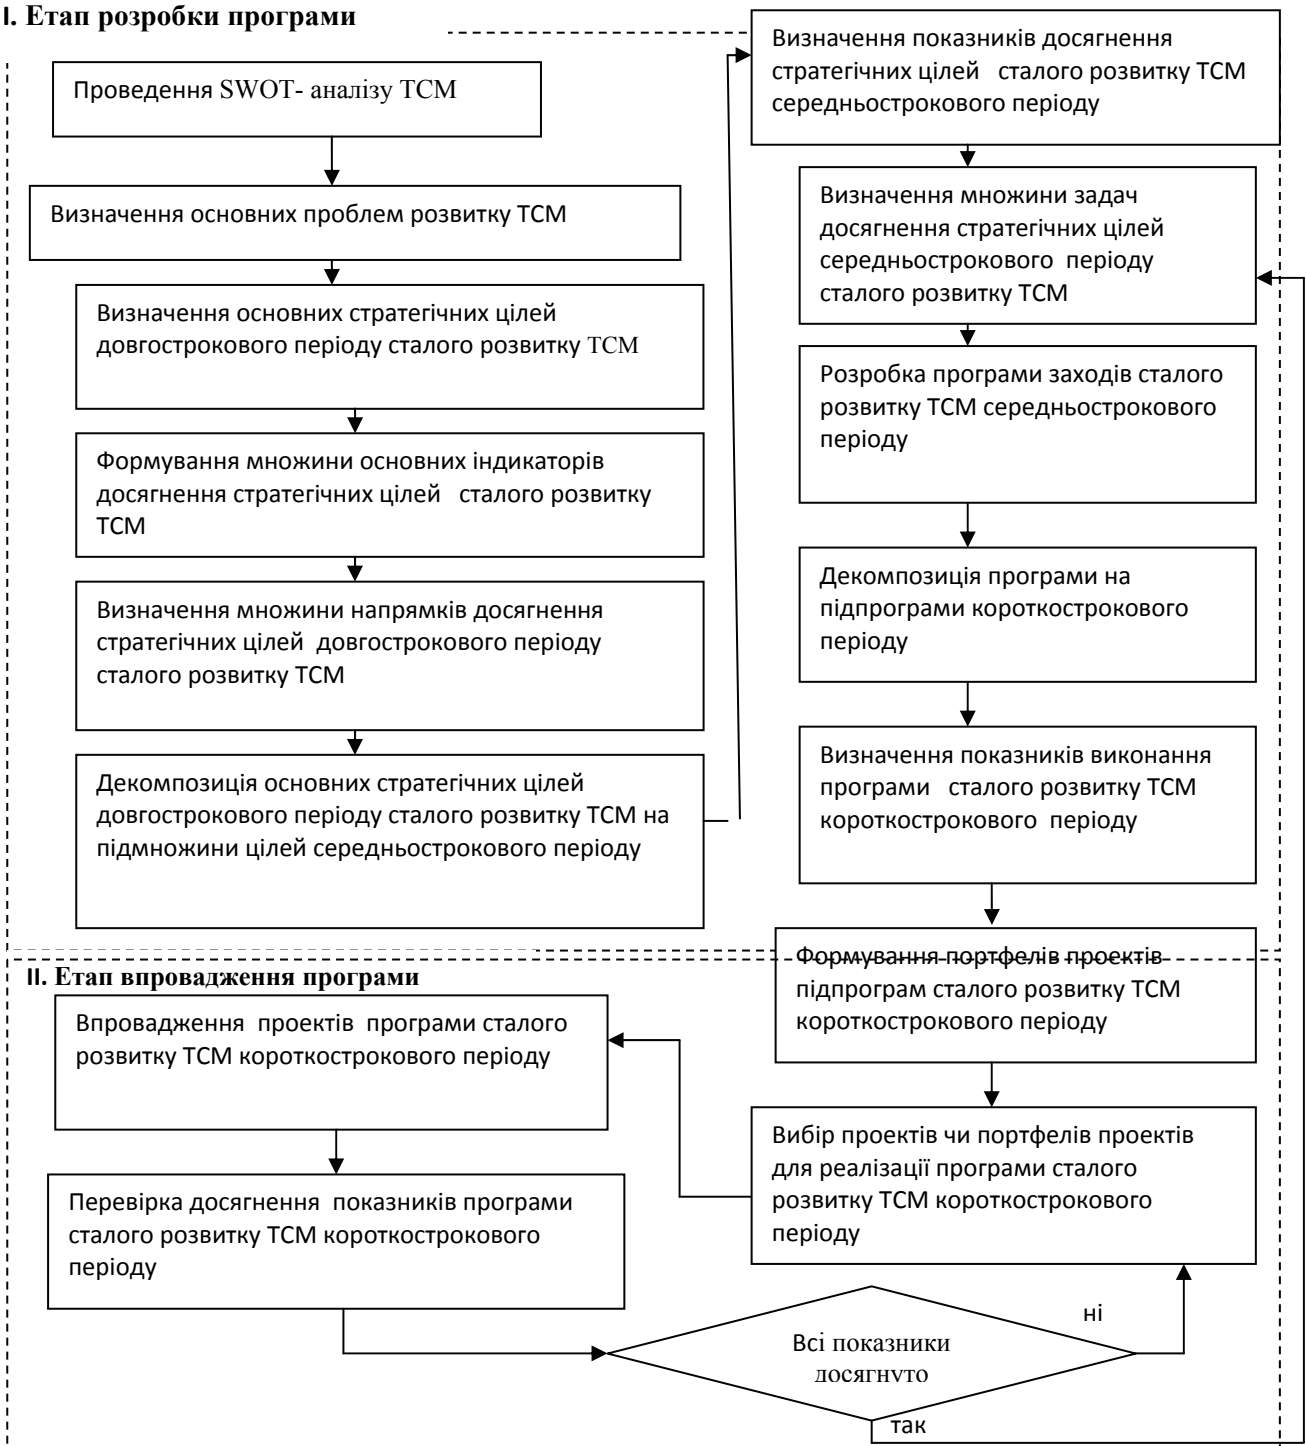 І. Етап розробки програми
Проведення SWOT- аналізу ТСМ
Визначення основних проблем розвитку ТСМ
Визначення основних стратегічних цілей
довгострокового періоду сталого розвитку ТСМ
Формування множини основних індикаторів
досягнення стратегічних цілей сталого розвитку
ТСМ
Визначення множини напрямків досягнення
стратегічних цілей довгострокового періоду
сталого розвитку ТСМ
Декомпозиція основних стратегічних цілей
довгострокового періоду сталого розвитку ТСМ на
підмножини цілей середньострокового періоду
Визначення показників досягнення
стратегічних цілей сталого розвитку ТСМ
середньострокового періоду
Визначення множини задач
досягнення стратегічних цілей
середньострокового періоду
сталого розвитку ТСМ
Розробка програми заходів сталого
розвитку ТСМ середньострокового
періоду
Декомпозиція програми на
підпрограми короткострокового
періоду
Визначення показників виконання
програми сталого розвитку ТСМ
короткострокового періоду
Формування портфелів проектів
підпрограм сталого розвитку ТСМ
короткострокового періоду
Вибір проектів чи портфелів проектів
для реалізації програми сталого
розвитку ТСМ короткострокового
періоду
ІІ. Етап впровадження програми
Впровадження проектів програми сталого
розвитку ТСМ короткострокового періоду
Перевірка досягнення показників програми
сталого розвитку ТСМ короткострокового
періоду
Всі показники
досягнуто
ні
так